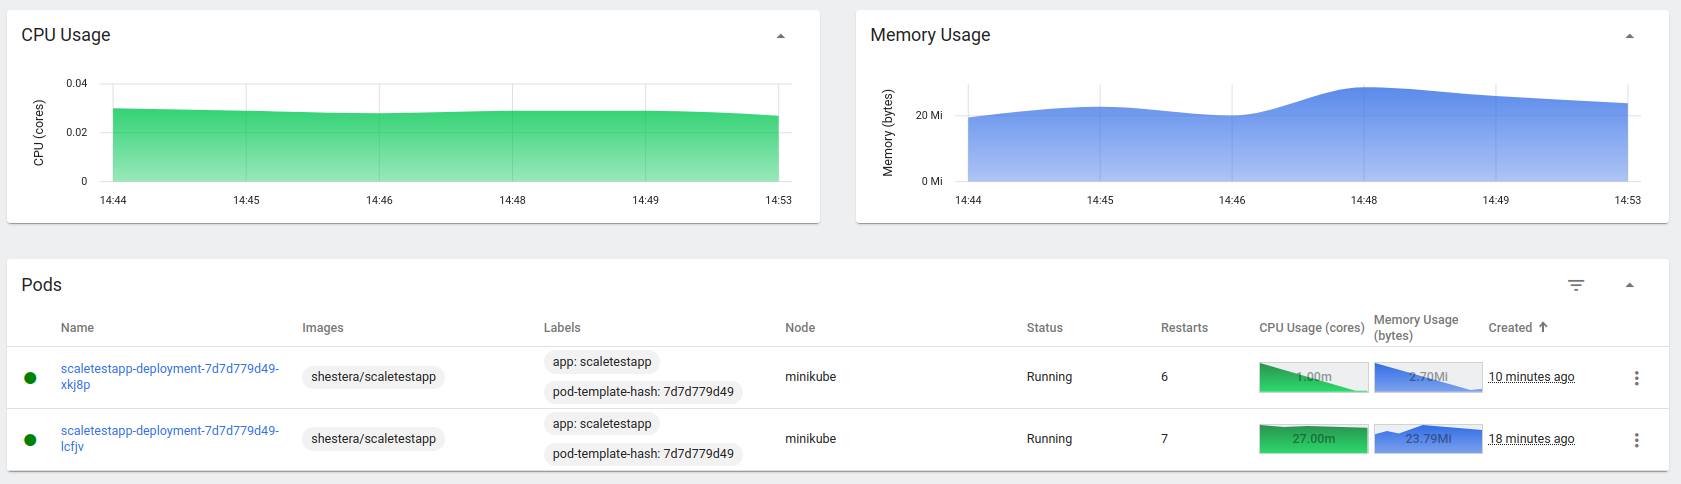 CPU Usage
Memory Usage
CPU (cores)
0.04
0.02
0
14:44 14:45 14:46 14:48 14:49 14:53
Memory (bytes)
20 Mi
0 Mi
14:44 14:45 14:46 14:48 14:49 14:53
Pods
Name Images Labels Node Status Restarts CPU Usage (cores) Memory Usage (bytes) Created
scaletestapp-deployment-7d7d779d49-
xkj8p
shestera/scaletestapp
app: scaletestapp
pod-template-hash: 7d7d779d49
minikube
Running
6
1.00m
2.70Mi
10 minutes ago
scaletestapp-deployment-7d7d779d49-
lcfjv
shestera/scaletestapp
app: scaletestapp
pod-template-hash: 7d7d779d49
minikube
Running
7
27.00m
23.79Mi
18 minutes ago